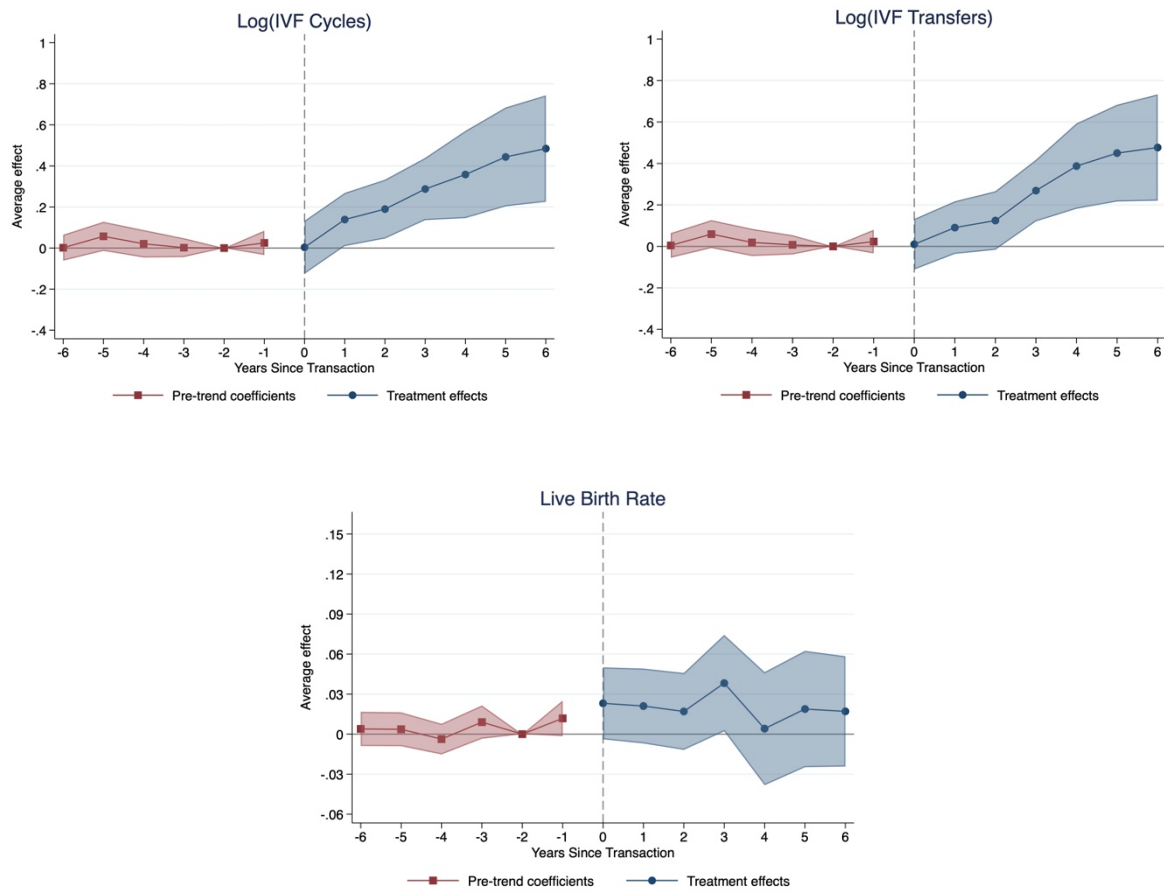 Log(IVF Cycles)
Average effect
1
.8
.6
.4
.2
0
-.2
-.4
-6 -5 -4 -3 -2 -1 0 1 2 3 4 5 6
Years Since Transaction
Pre-trend coefficients Treatment effects
Log(IVF Transfers)
Average effect
1
.8
.6
.4
.2
0
-.2
-.4
-6 -5 -4 -3 -2 -1 0 1 2 3 4 5 6
Years Since Transaction
Pre-trend coefficients Treatment effects
Live Birth Rate
Average effect
.15
.12
.09
.06
.03
0
-.03
-.06
-6 -5 -4 -3 -2 -1 0 1 2 3 4 5 6
Years Since Transaction
Pre-trend coefficients Treatment effects